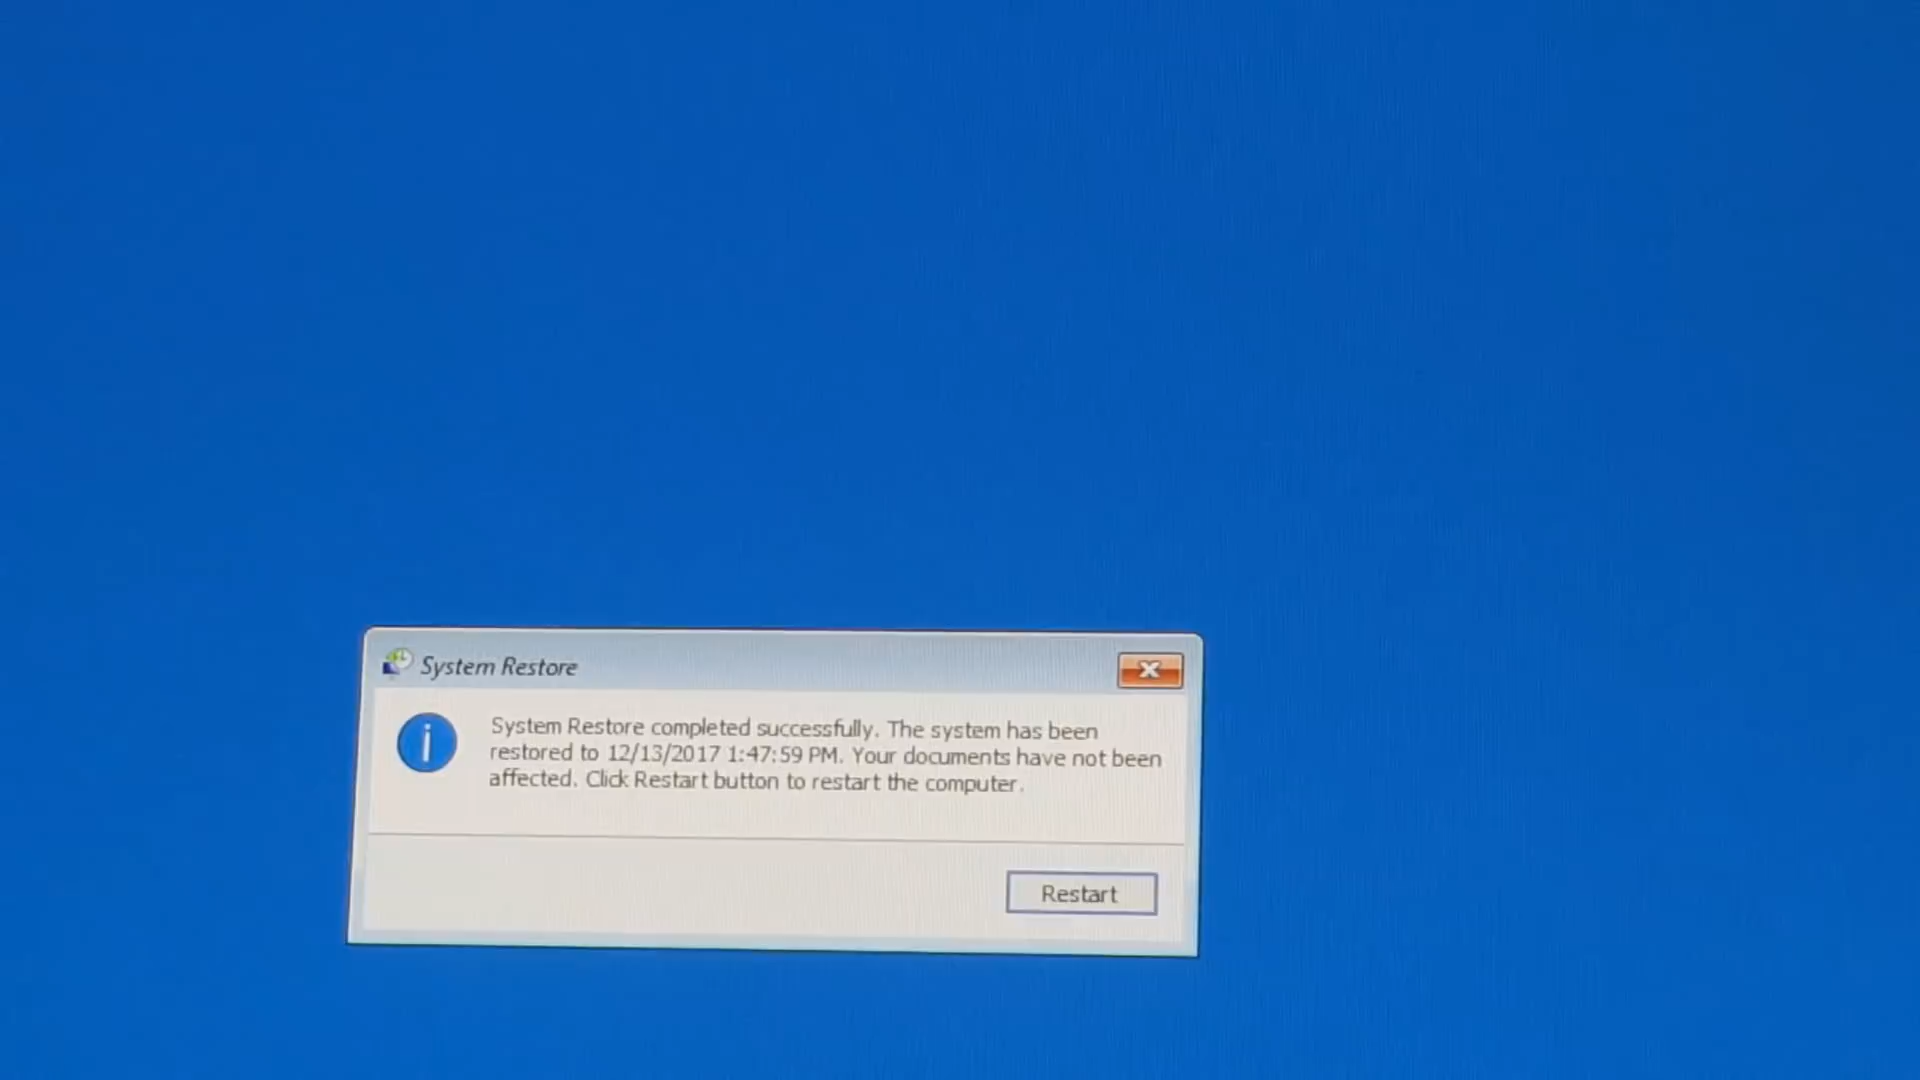 System Restore
System Restore completed successfully. The system has been
restored to 12/13/2017 1:47:59 PM. Your documents have not been
affected. Click Restart button to restart the computer.
Restart